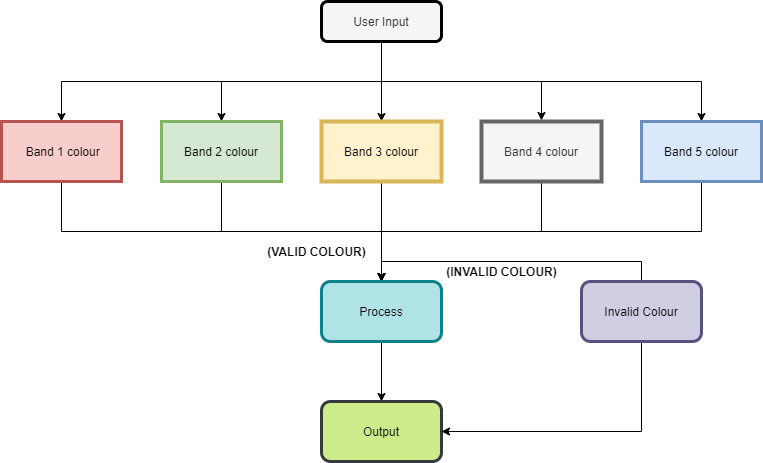 User Input
Band 1 colour
Band 2 colour
Band 3 colour
Band 4 colour
Band 5 colour
(VALID COLOUR)
(INVALID COLOUR)
Process
Invalid Colour
Output